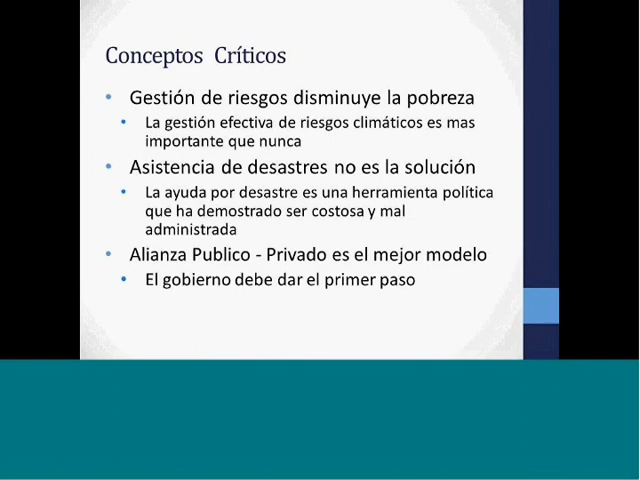 Conceptos Críticos
• Gestión de riesgos disminuye la pobreza
• La gestión efectiva de riesgos climáticos es mas
importante que nunca
• Asistencia de desastres no es la solución
• La ayuda por desastre es una herramienta política
que ha demostrado ser costosa y mal
administrada
• Alianza Publico - Privado es el mejor modelo
• El gobierno debe dar el primer paso